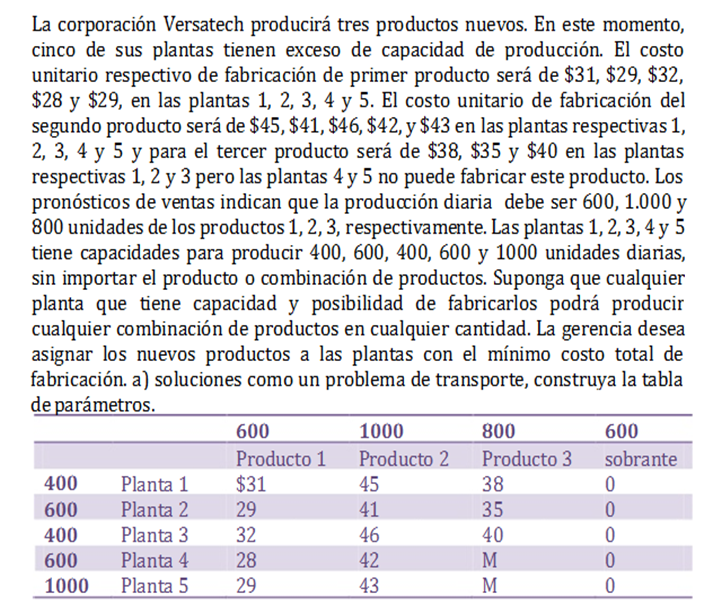 La corporación Versatech producirá tres productos nuevos. En este momento,
cinco de sus plantas tienen exceso de capacidad de producción. El costo
unitario respectivo de fabricación de primer producto será de $31, $29, $32,
$28 y $29, en las plantas 1, 2, 3, 4 y 5. El costo unitario de fabricación del
segundo producto será de $45, $41, $46, $42, y $43 en las plantas respectivas 1,
2, 3, 4 y 5 y para el tercer producto será de $38, $35 y $40 en las plantas
respectivas 1, 2 y 3 pero las plantas 4 y 5 no puede fabricar este producto. Los
pronósticos de ventas indican que la producción diaria debe ser 600, 1.000 y
800 unidades de los productos 1, 2, 3, respectivamente. Las plantas 1, 2, 3, 4 y 5
tiene capacidades para producir 400, 600, 400, 600 y 1000 unidades diarias,
sin importar el producto o combinación de productos. Suponga que cualquier
planta que tiene capacidad y posibilidad de fabricarlos podrá producir
cualquier combinación de productos en cualquier cantidad. La gerencia desea
asignar los nuevos productos a las plantas con el mínimo costo total de
fabricación. a) soluciones como un problema de transporte, construya la tabla
de parámetros.
600 1000 800 600
Producto 1 Producto 2 Producto 3 sobrante
400 Planta 1 $31 45 38 0
600 Planta 2 29 41 35 0
400 Planta 3 32 46 40 0
600 Planta 4 28 42 M 0
1000 Planta 5 29 43 M 0